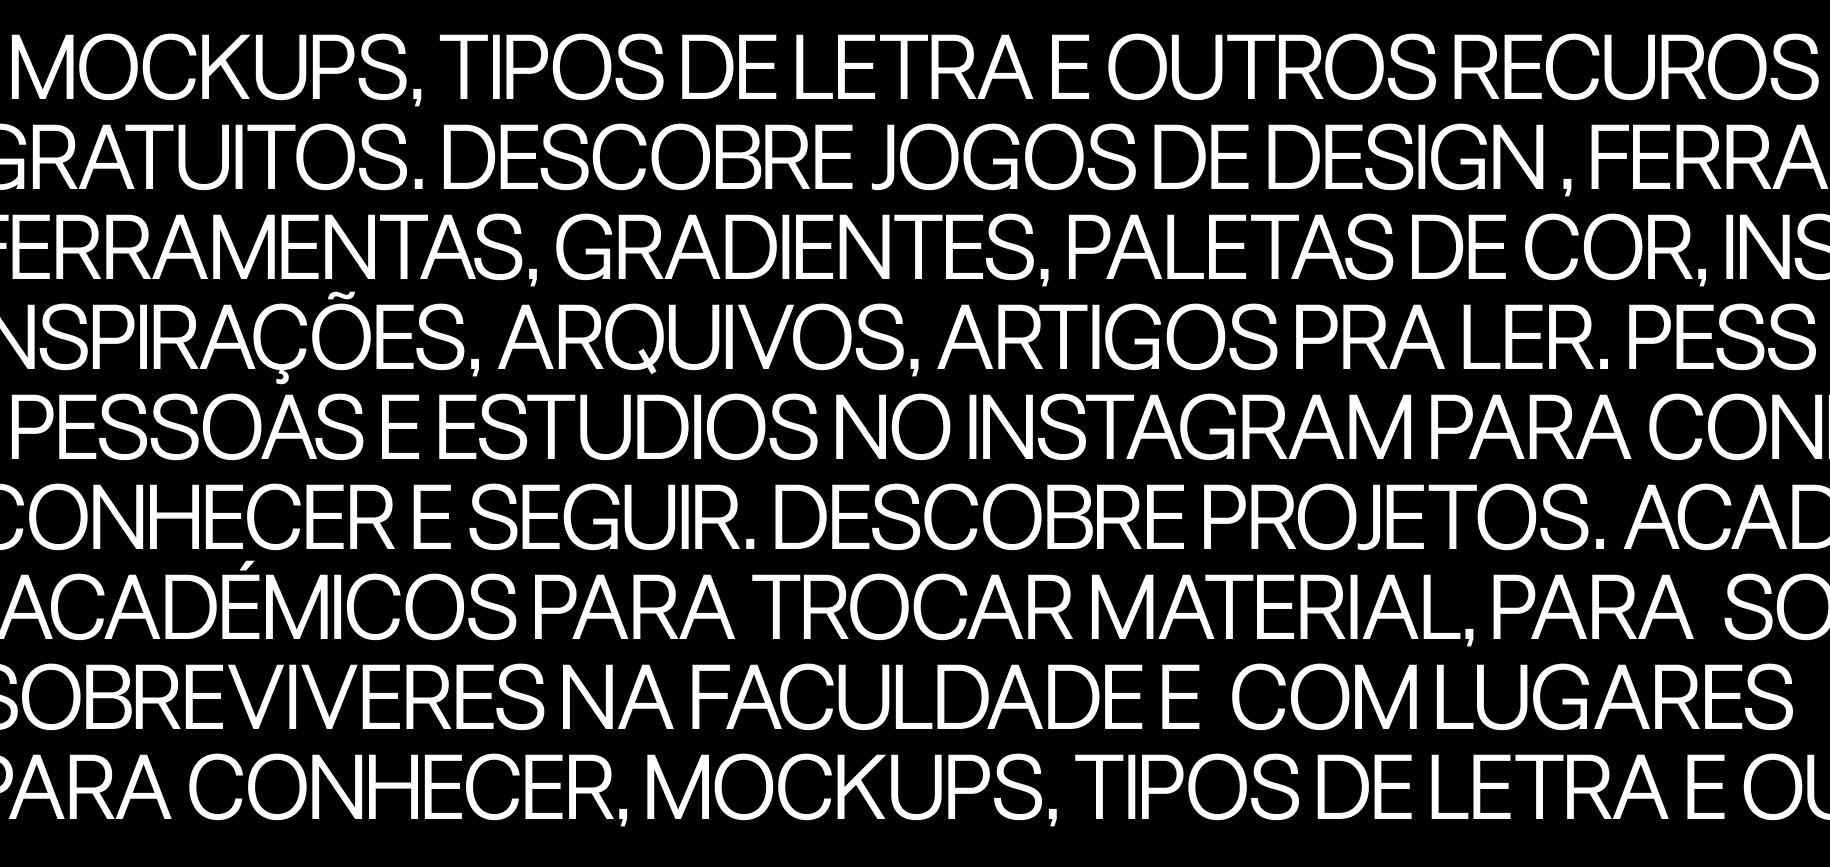 MOCKUPS, TIPOS DE LETRA E OUTROS RECUROS
GRATUITOS. DESCOBRE JOGOS DE DESIGN , FERRA
FERRAMENTAS, GRADIENTES, PALETAS DE COR, INS
NSPIRAÇÕES, ARQUIVOS, ARTIGOS PRA LER. PESS
PESSOAS E ESTUDIOS NO INSTAGRAM PARA CON
CONHECER E SEGUIR. DESCOBRE PROJETOS. ACAD
ACADÉMICOS PARA TROCAR MATERIAL, PARA SO
SOBREVIVERES NA FACULDADE E COM LUGARES
PARA CONHECER, MOCKUPS, TIPOS DE LETRA E OU